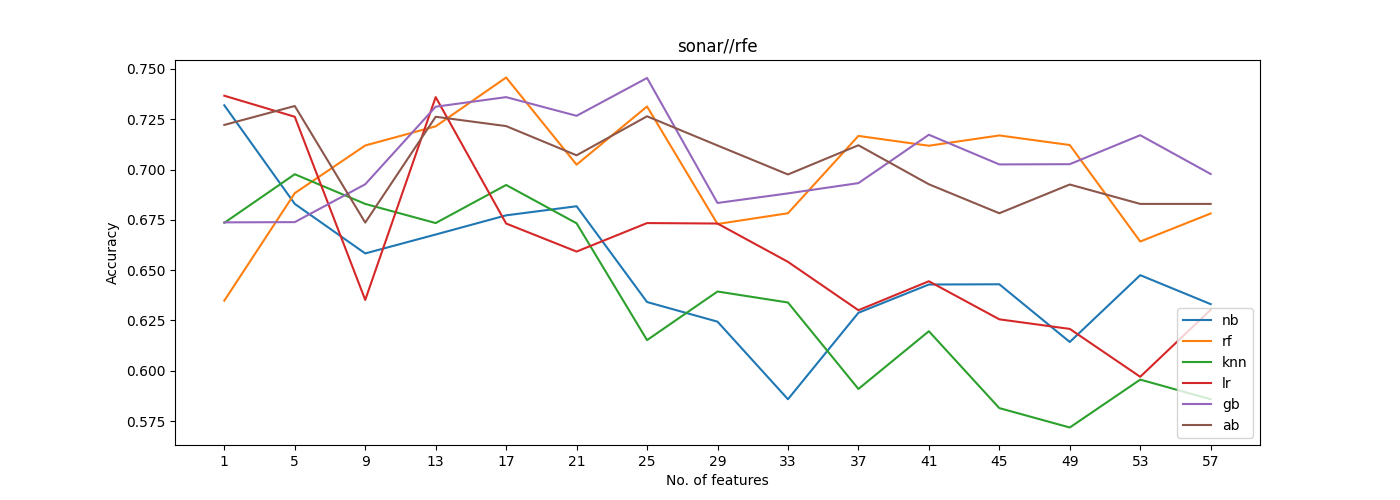 sonar//rfe
Accuracy
0.750
0.725
0.700
0.675
0.650
0.625
0.600
0.575
1 5 9 13 17 21 25 29 33 37 41 45 49 53 57
No. of features
nb
rf
knn
lr
gb
ab